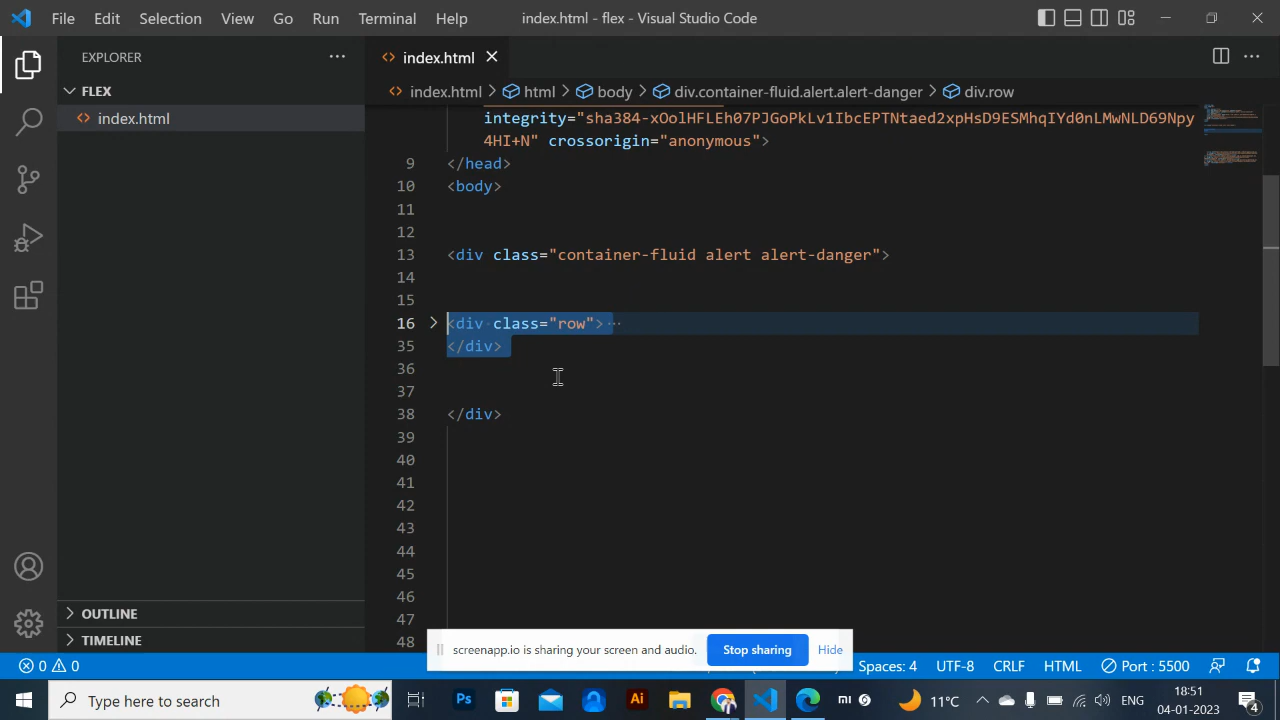 File Edit Selection View Go Run Terminal Help index.html - flex - Visual Studio Code
EXPLORER
index.html
FLEX
index.html
index.html html body div.container-fluid.alert.alert-danger div.row
integrity="sha384-xOolHFLEh07PJGoPkLv1IbcEPTNtaed2xpHsD9ESMhqIYd0nLMwNLD69Npy
4HI+N" crossorigin="anonymous">
9 </head>
10 <body>
11
12
13 <div class="container-fluid alert alert-danger">
14
15
16 <div class="row"> ···
35 </div>
36
37
38 </div>
39
40
41
42
43
44
45
46
47
48
OUTLINE
TIMELINE
screenapp.io is sharing your screen and audio. Stop sharing Hide
0 0 Spaces: 4 UTF-8 CRLF HTML Port : 5500
Type here to search Ps Ai mi 11°C ENG 18:51
04-01-2023 4